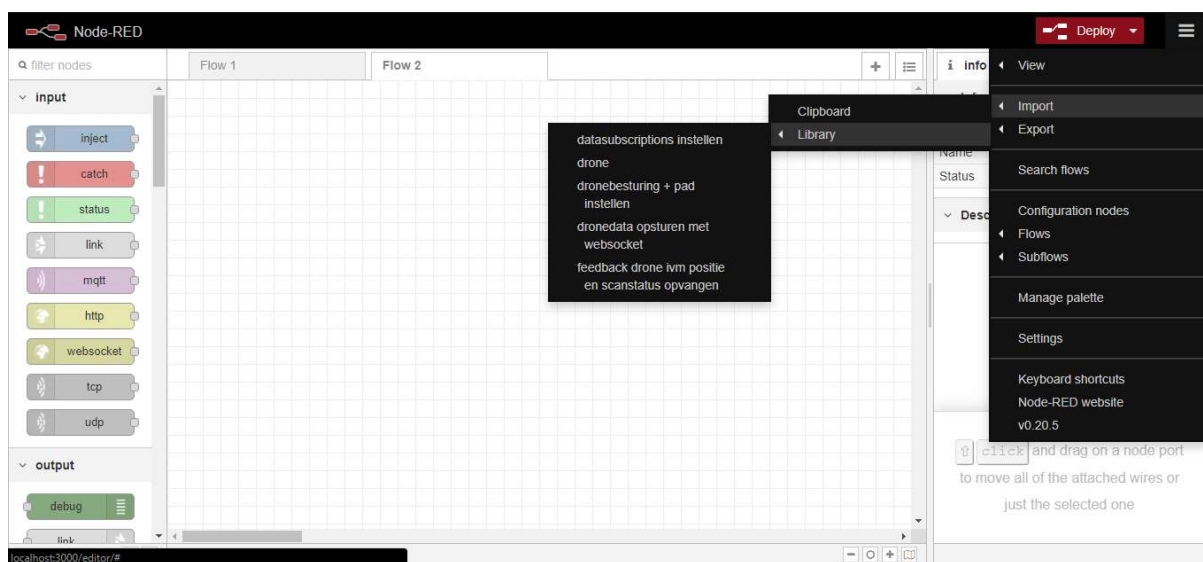 Node-RED
Deploy
filter nodes
Flow 1
Flow 2
info
input
inject
catch
status
link
mqtt
http
websocket
tcp
udp
output
debug
link
datasubscriptions instellen
drone
dronebesturing + pad
instellen
dronedata opsturen met
websocket
feedback drone ivm positie
en scanstatus opvangen
Clipboard
Library
View
Import
Export
Search flows
Configuration nodes
Flows
Subflows
Manage palette
Settings
Keyboard shortcuts
Node-RED website
v0.20.5
Name
Status
Desc
click and drag on a node port
to move all of the attached wires or
just the selected one
localhost:3000/editor/#